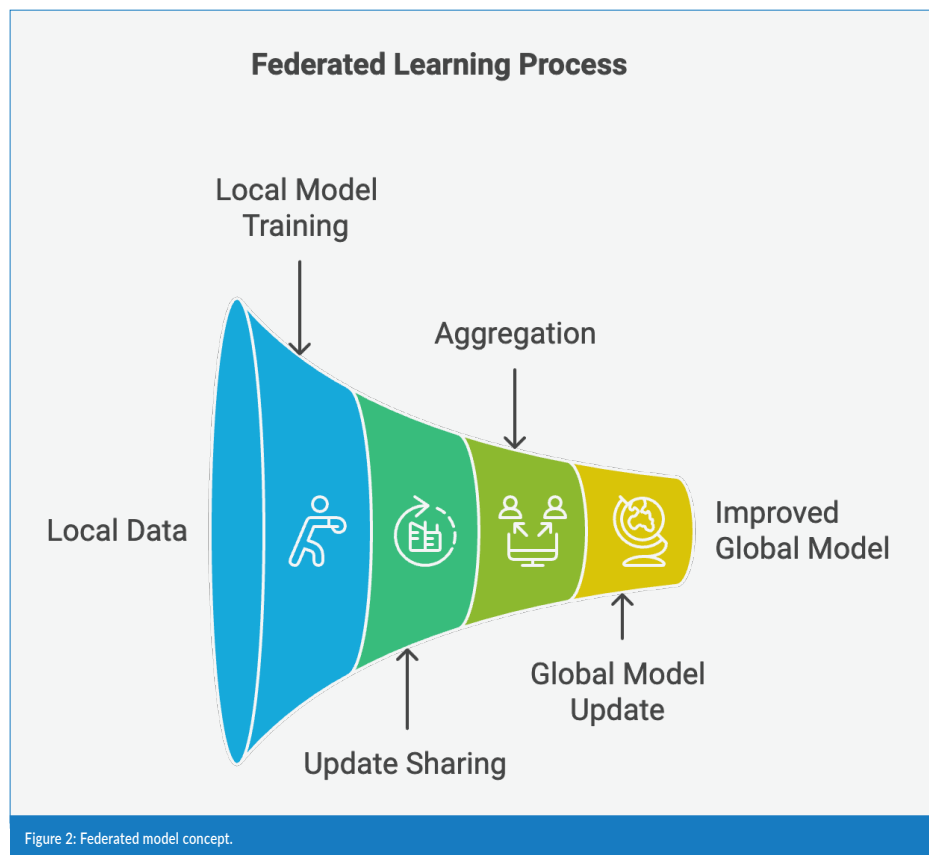 Federated Learning Process
Local Model
Training
Aggregation
Local Data
Improved
Global Model
Global Model
Update
Update Sharing
Figure 2: Federated model concept.